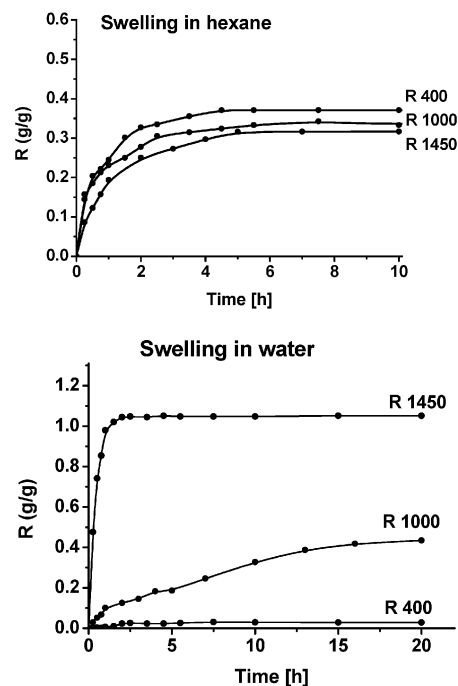 Swelling in hexane
0.6
0.5
0.4
0.3
0.2
0.1
0.0
R (g/g)
R 400
R 1000
R 1450
0 2 4 6 8 10
Time [h]
Swelling in water
1.2
1.0
0.8
0.6
0.4
0.2
0.0
R (g/g)
R 1450
R 1000
R 400
0 5 10 15 20
Time [h]